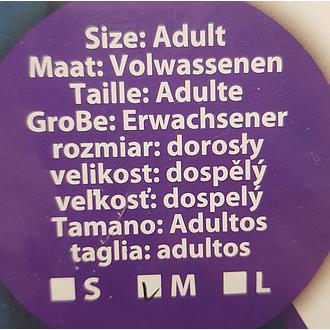 Size: Adult
Maat: Volwassenen
Taille: Adulte
GroBe: Erwachsener
rozmiar: dorosły
velikost: dospělý
veľkosť: dospelý
Tamano: Adultos
taglia: adultos
S M L